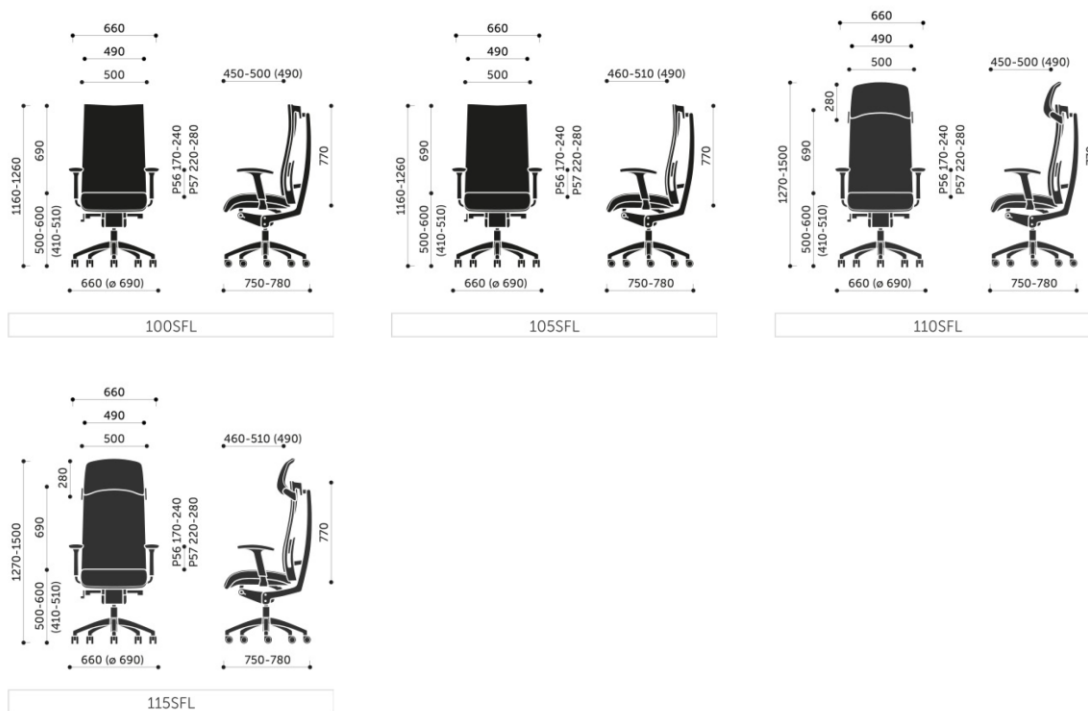 660
490
500
450-500 (490)
1160-1260
690
500-600
(410-510)
P56 170-240
P57 220-280
770
660 (ø 690)
750-780
100SFL
660
490
500
460-510 (490)
1160-1260
690
500-600
(410-510)
P56 170-240
P57 220-280
770
660 (ø 690)
750-780
105SFL
660
490
500
450-500 (490)
280
1270-1500
690
500-600
(410-510)
P56 170-240
P57 220-280
770
660 (ø 690)
750-780
110SFL
660
490
500
460-510 (490)
280
1270-1500
690
500-600
(410-510)
P56 170-240
P57 220-280
770
660 (ø 690)
750-780
115SFL